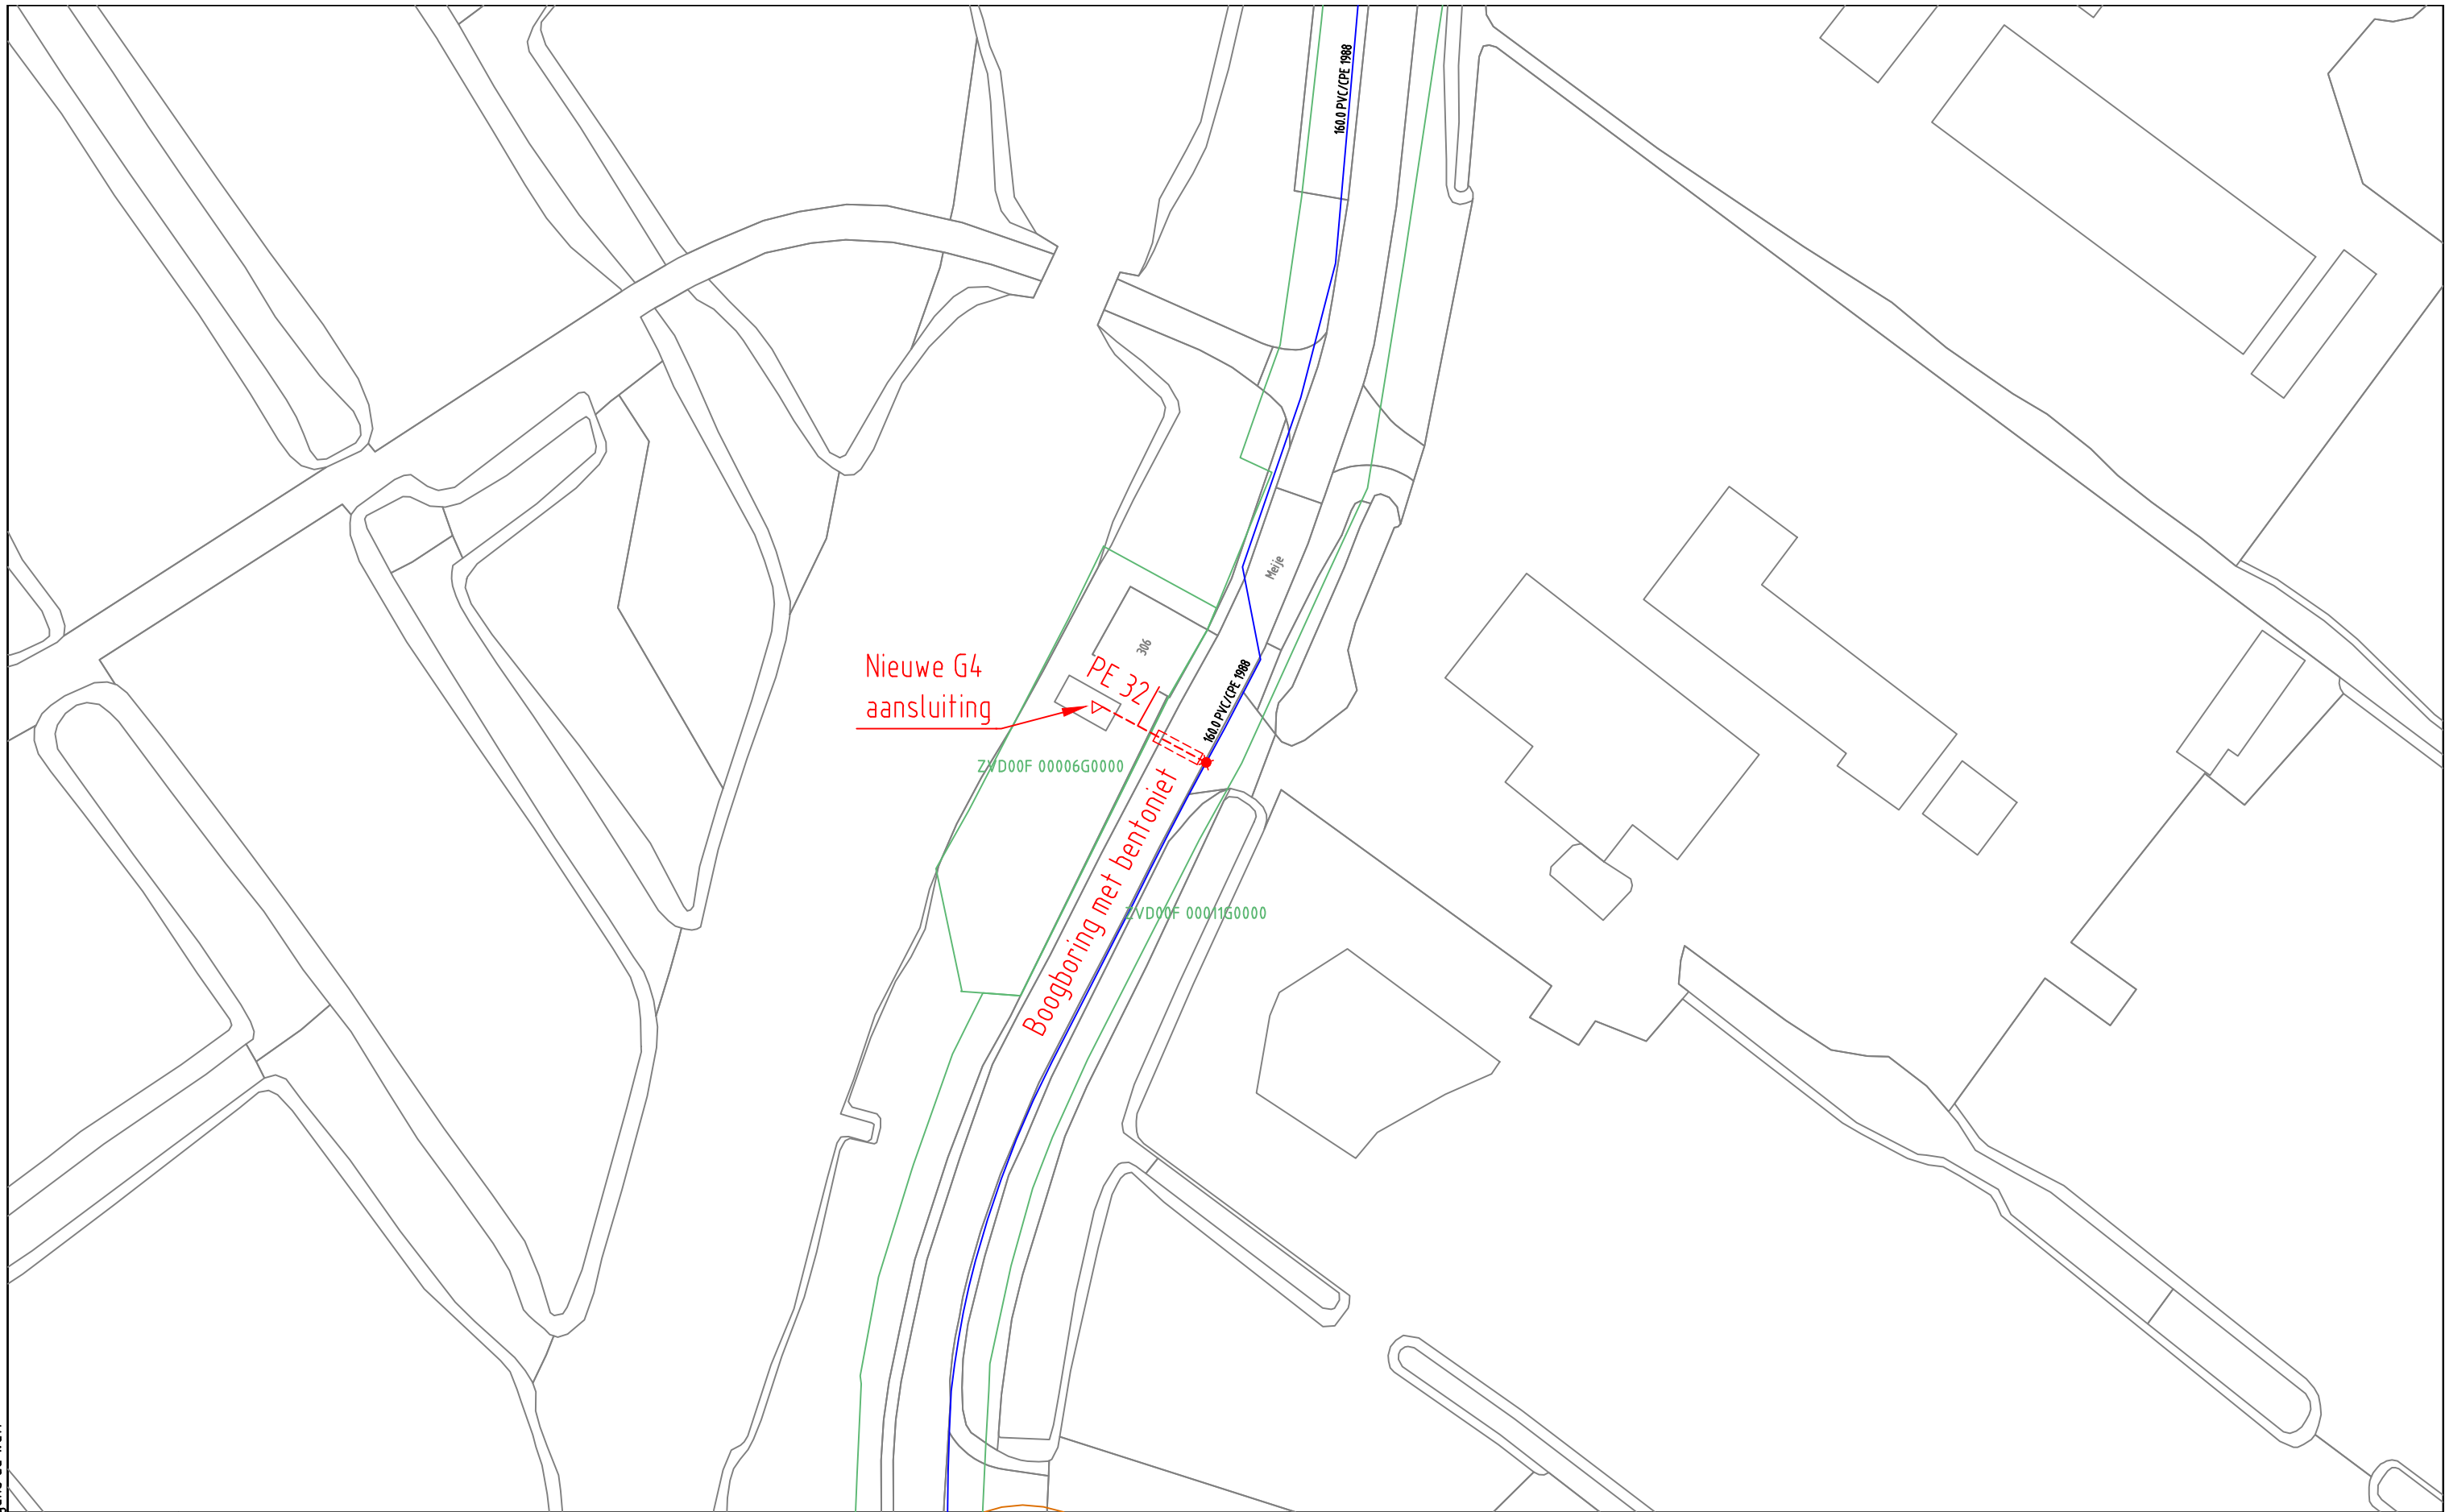 160.0 PVC/CPE 1988
Meije
306
Nieuwe G4
aansluiting
PE 32
160.0 PVC/CPE 1988
ZVD00F 00006G0000
Boogboring met bentoniet
ZVD00F 00011G0000